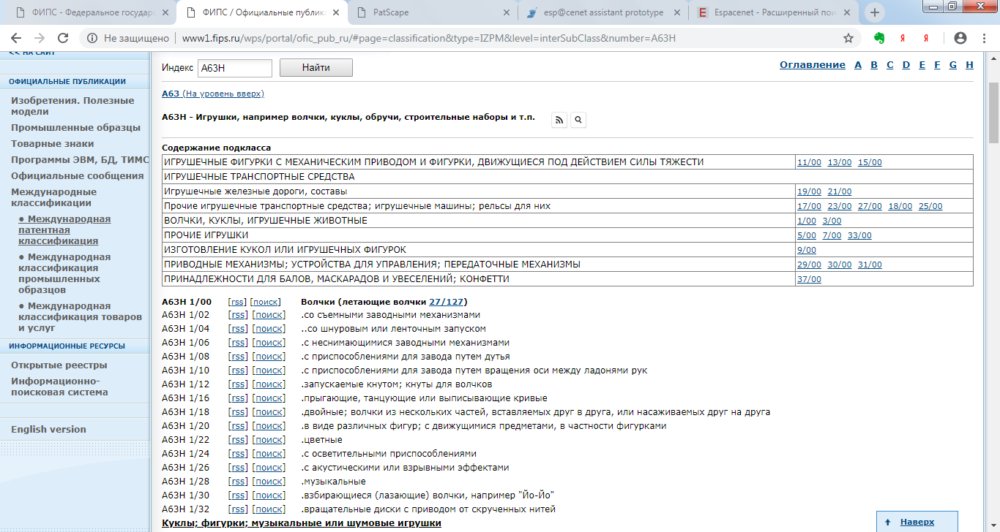 ФИПС - Федеральное государ
ФИПС / Официальные публик
PatScape
esp@cenet assistant prototype
Espacenet - Расширенный пои
Не защищено | www1.fips.ru/wps/portal/ofic_pub_ru/#page=classification&type=IZPM&level=interSubClass&number=A63H
<< НА САЙТ
ОФИЦИАЛЬНЫЕ ПУБЛИКАЦИИ
Изобретения. Полезные
модели
Промышленные образцы
Товарные знаки
Программы ЭВМ, БД, ТИМС
Официальные сообщения
Международные
классификации
● Международная
патентная
классификация
● Международная
классификация
промышленных
образцов
● Международная
классификация товаров
и услуг
ИНФОРМАЦИОННЫЕ РЕСУРСЫ
Открытые реестры
Информационно-
поисковая система
English version
Индекс A63H Найти
Оглавление A B C D E F G H
A63 (На уровень вверх)
A63H - Игрушки, например волчки, куклы, обручи, строительные наборы и т.п.
Содержание подкласса
ИГРУШЕЧНЫЕ ФИГУРКИ С МЕХАНИЧЕСКИМ ПРИВОДОМ И ФИГУРКИ, ДВИЖУЩИЕСЯ ПОД ДЕЙСТВИЕМ СИЛЫ ТЯЖЕСТИ 11/00 13/00 15/00
ИГРУШЕЧНЫЕ ТРАНСПОРТНЫЕ СРЕДСТВА
Игрушечные железные дороги, составы 19/00 21/00
Прочие игрушечные транспортные средства; игрушечные машины; рельсы для них 17/00 23/00 27/00 18/00 25/00
ВОЛЧКИ, КУКЛЫ, ИГРУШЕЧНЫЕ ЖИВОТНЫЕ 1/00 3/00
ПРОЧИЕ ИГРУШКИ 5/00 7/00 33/00
ИЗГОТОВЛЕНИЕ КУКОЛ ИЛИ ИГРУШЕЧНЫХ ФИГУРОК 9/00
ПРИВОДНЫЕ МЕХАНИЗМЫ; УСТРОЙСТВА ДЛЯ УПРАВЛЕНИЯ; ПЕРЕДАТОЧНЫЕ МЕХАНИЗМЫ 29/00 30/00 31/00
ПРИНАДЛЕЖНОСТИ ДЛЯ БАЛОВ, МАСКАРАДОВ И УВЕСЕЛЕНИЙ; КОНФЕТТИ 37/00
A63H 1/00 [rss] [поиск] Волчки (летающие волчки 27/127)
A63H 1/02 [rss] [поиск] .со съемными заводными механизмами
A63H 1/04 [rss] [поиск] ..со шнуровым или ленточным запуском
A63H 1/06 [rss] [поиск] .с неснимающимися заводными механизмами
A63H 1/08 [rss] [поиск] .с приспособлениями для завода путем дутья
A63H 1/10 [rss] [поиск] .с приспособлениями для завода путем вращения оси между ладонями рук
A63H 1/12 [rss] [поиск] .запускаемые кнутом; кнуты для волчков
A63H 1/16 [rss] [поиск] .прыгающие, танцующие или выписывающие кривые
A63H 1/18 [rss] [поиск] .двойные; волчки из нескольких частей, вставляемых друг в друга, или насаживаемых друг на друга
A63H 1/20 [rss] [поиск] .в виде различных фигур; с движущимися предметами, в частности фигурками
A63H 1/22 [rss] [поиск] .цветные
A63H 1/24 [rss] [поиск] .с осветительными приспособлениями
A63H 1/26 [rss] [поиск] .с акустическими или взрывными эффектами
A63H 1/28 [rss] [поиск] .музыкальные
A63H 1/30 [rss] [поиск] .взбирающиеся (лазающие) волчки, например "Йо-Йо"
A63H 1/32 [rss] [поиск] .вращательные диски с приводом от скрученных нитей
Куклы; фигурки; музыкальные или шумовые игрушки
Наверх